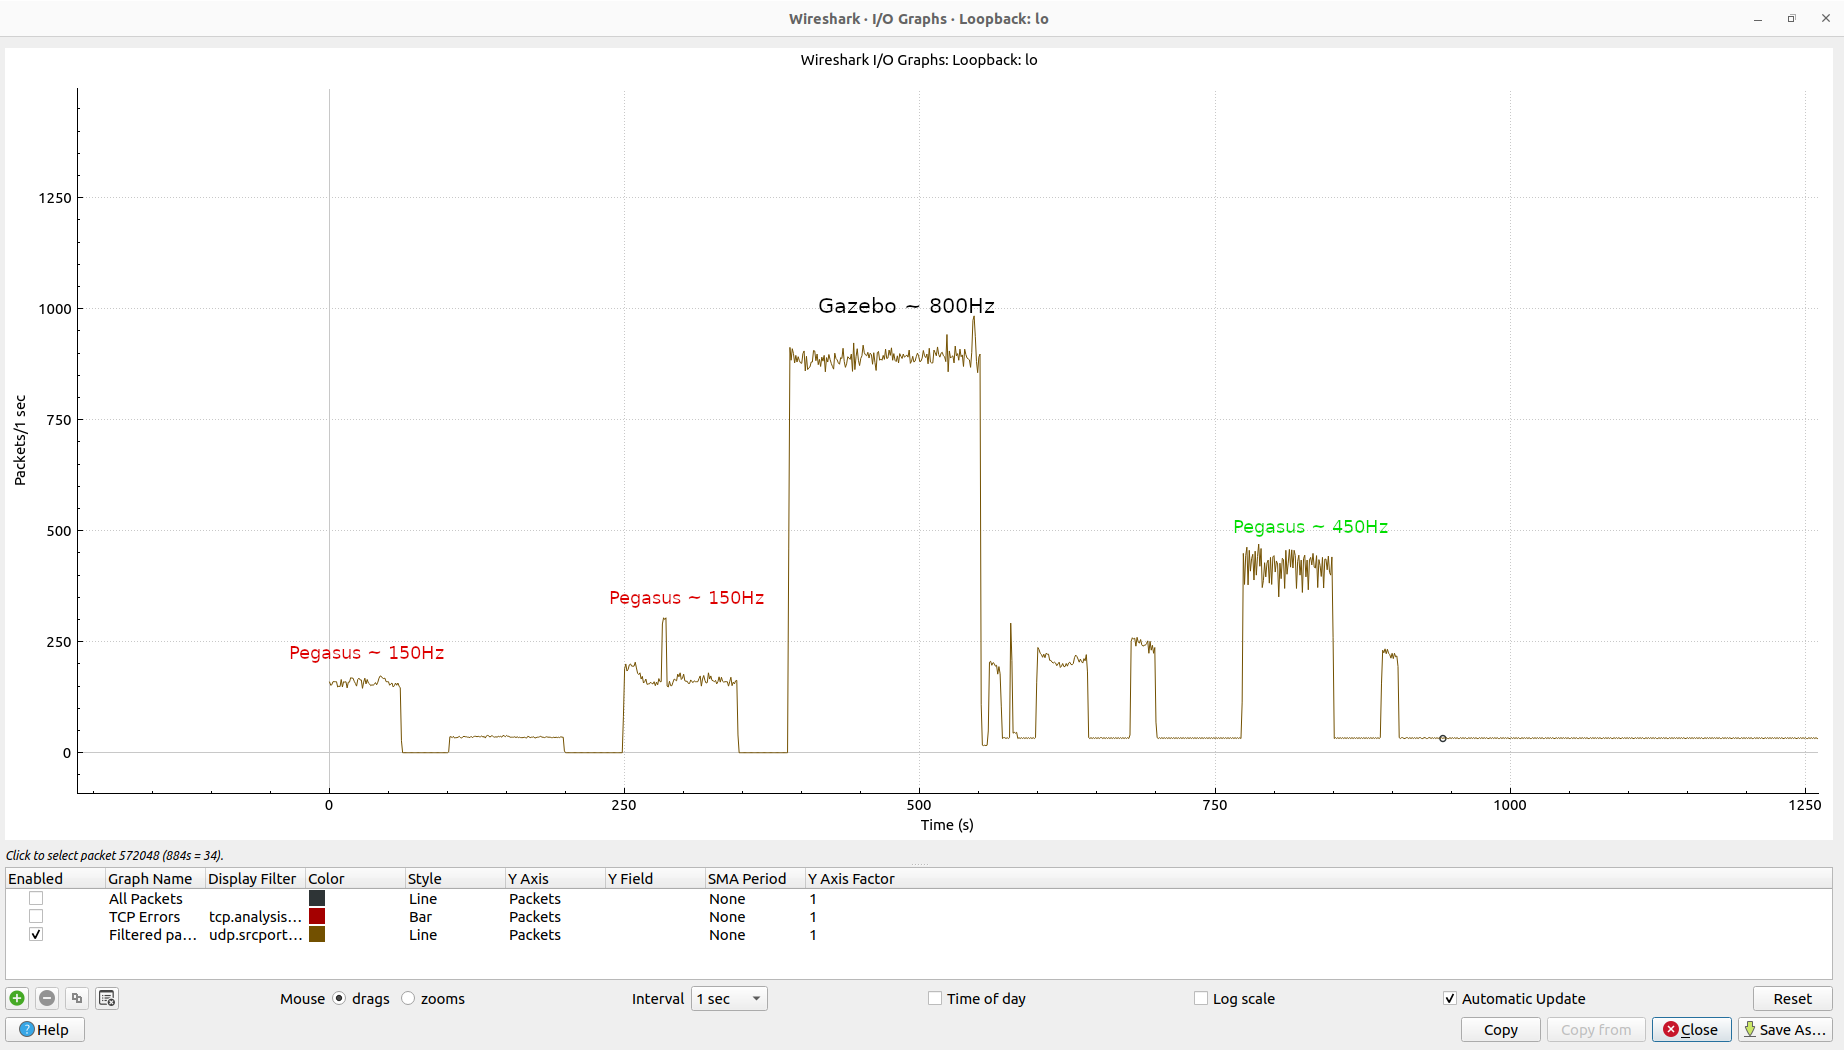 Wireshark · I/O Graphs · Loopback: lo
Wireshark I/O Graphs: Loopback: lo
1250
1000
750
500
250
0
Packets/1 sec
Gazebo ~ 800Hz
Pegasus ~ 450Hz
Pegasus ~ 150Hz
Pegasus ~ 150Hz
0 250 500 750 1000 1250
Time (s)
Click to select packet 572048 (884s = 34).
Enabled Graph Name Display Filter Color Style Y Axis Y Field SMA Period Y Axis Factor
All Packets Line Packets None 1
TCP Errors tcp.analysis... Bar Packets None 1
Filtered pa... udp.srcport... Line Packets None 1
Mouse drags zooms Interval 1 sec Time of day Log scale Automatic Update Reset
Help Copy Copy from Close Save As...